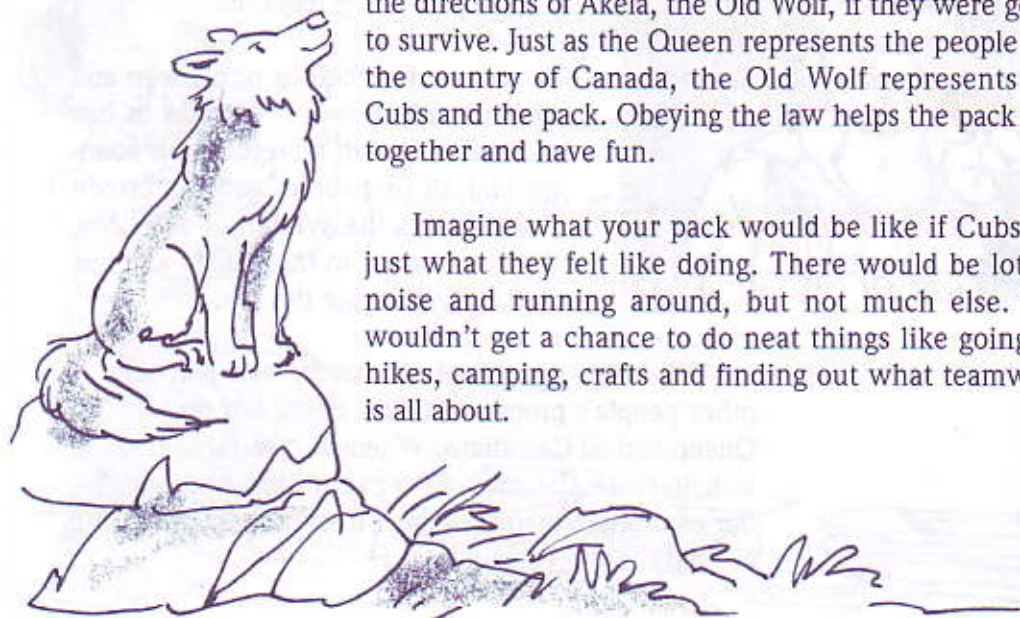 the directions of Akela, the Old Wolf, if they were g
to survive. Just as the Queen represents the people
the country of Canada, the Old Wolf represents
Cubs and the pack. Obeying the law helps the pack
together and have fun.
Imagine what your pack would be like if Cubs
just what they felt like doing. There would be lot
noise and running around, but not much else.
wouldn't get a chance to do neat things like going
hikes, camping, crafts and finding out what teamw
is all about.